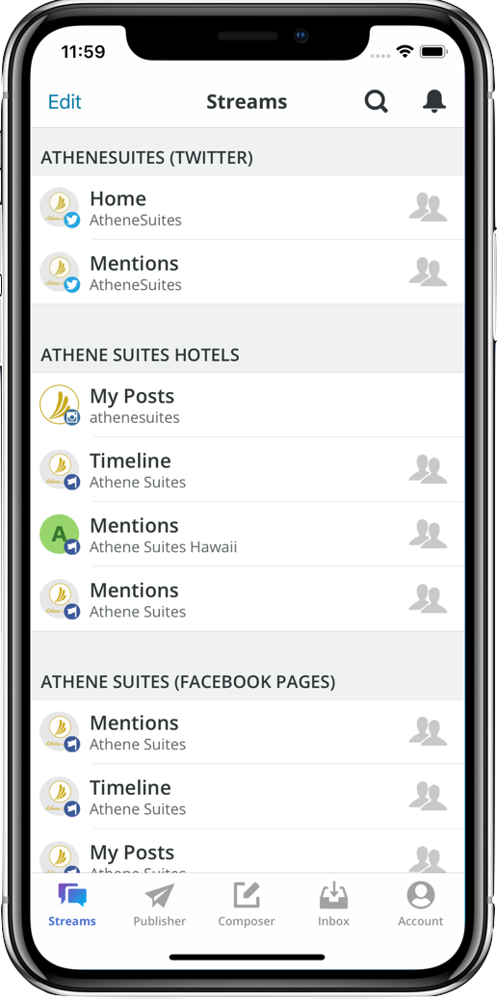 11:59
Edit Streams
ATHENESUITES (TWITTER)
Home
AtheneSuites
Mentions
AtheneSuites
ATHENE SUITES HOTELS
My Posts
athenesuites
Timeline
Athene Suites
A
Mentions
Athene Suites Hawaii
Mentions
Athene Suites
ATHENE SUITES (FACEBOOK PAGES)
Mentions
Athene Suites
Timeline
Athene Suites
My Posts
Athene Suites
Streams Publisher Composer Inbox Account